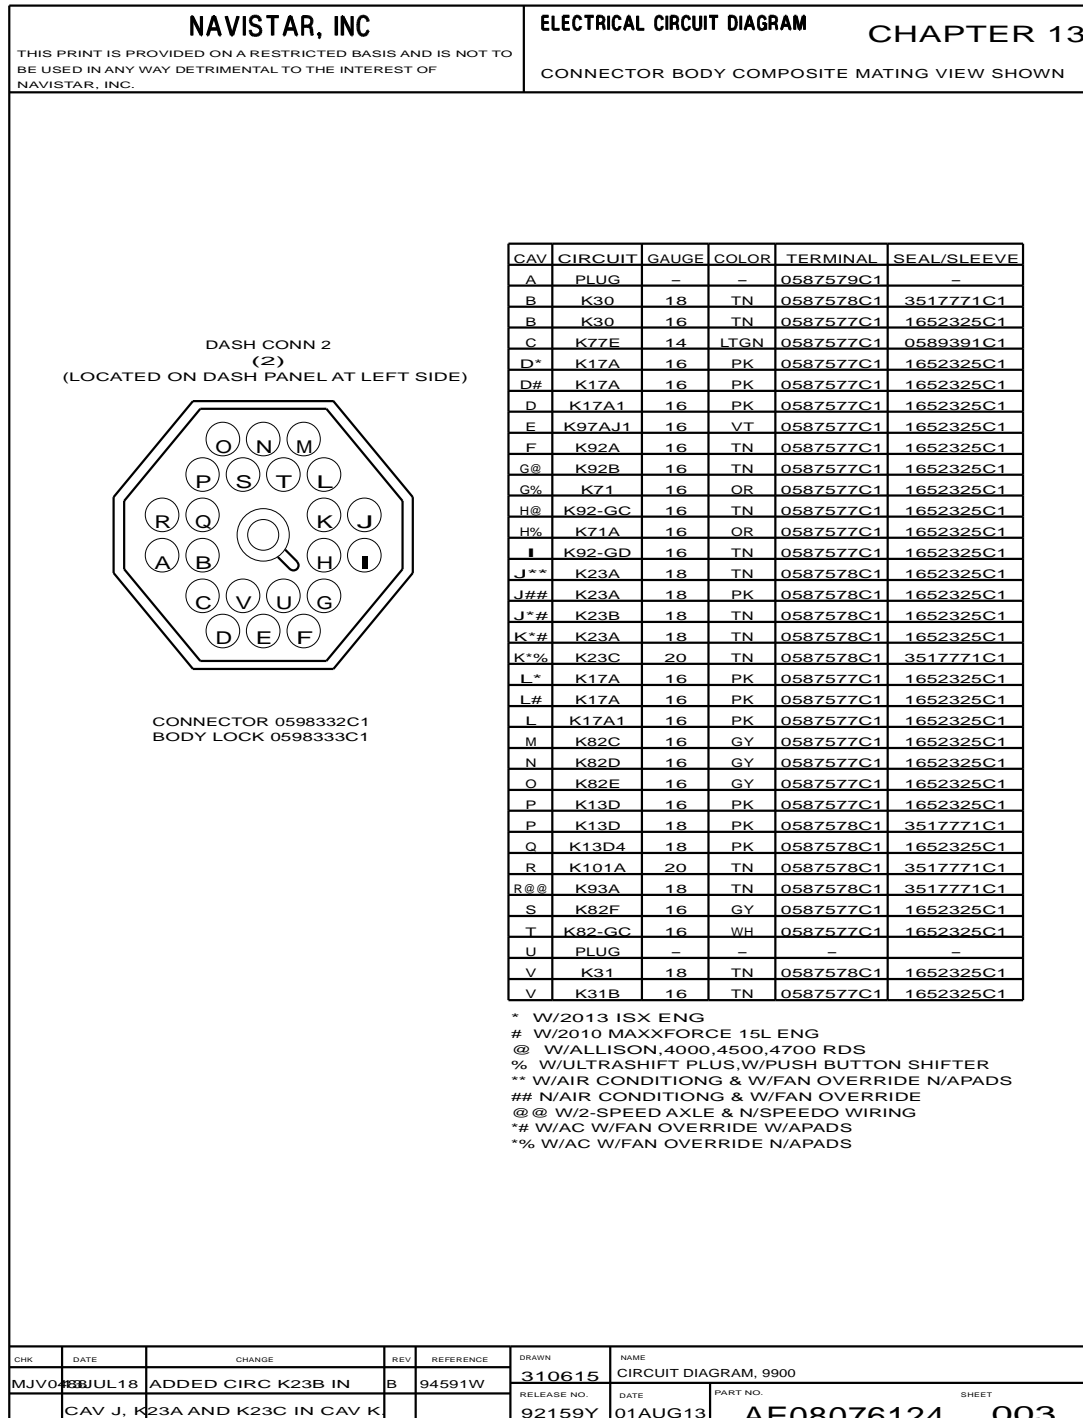 NAVISTAR, INC
THIS PRINT IS PROVIDED ON A RESTRICTED BASIS AND IS NOT TO
BE USED IN ANY WAY DETRIMENTAL TO THE INTEREST OF
NAVISTAR, INC.
ELECTRICAL CIRCUIT DIAGRAM
CHAPTER 13
CONNECTOR BODY COMPOSITE MATING VIEW SHOWN
DASH CONN 2
(2)
(LOCATED ON DASH PANEL AT LEFT SIDE)
O N M
P S T L
R Q K J
A B H I
C V U G
D E F
CONNECTOR 0598332C1
BODY LOCK 0598333C1
CAV CIRCUIT GAUGE COLOR TERMINAL SEAL/SLEEVE
A PLUG – – 0587579C1 –
B K30 18 TN 0587578C1 3517771C1
B K30 16 TN 0587577C1 1652325C1
C K77E 14 LTGN 0587577C1 0589391C1
D* K17A 16 PK 0587577C1 1652325C1
D# K17A 16 PK 0587577C1 1652325C1
D K17A1 16 PK 0587577C1 1652325C1
E K97AJ1 16 VT 0587577C1 1652325C1
F K92A 16 TN 0587577C1 1652325C1
G@ K92B 16 TN 0587577C1 1652325C1
G% K71 16 OR 0587577C1 1652325C1
H@ K92-GC 16 TN 0587577C1 1652325C1
H% K71A 16 OR 0587577C1 1652325C1
I K92-GD 16 TN 0587577C1 1652325C1
J** K23A 18 TN 0587578C1 1652325C1
J## K23A 18 PK 0587578C1 1652325C1
J*# K23B 18 TN 0587578C1 1652325C1
K*# K23A 18 TN 0587578C1 1652325C1
K*% K23C 20 TN 0587578C1 3517771C1
L* K17A 16 PK 0587577C1 1652325C1
L# K17A 16 PK 0587577C1 1652325C1
L K17A1 16 PK 0587577C1 1652325C1
M K82C 16 GY 0587577C1 1652325C1
N K82D 16 GY 0587577C1 1652325C1
O K82E 16 GY 0587577C1 1652325C1
P K13D 16 PK 0587577C1 1652325C1
P K13D 18 PK 0587578C1 3517771C1
Q K13D4 18 PK 0587578C1 1652325C1
R K101A 20 TN 0587578C1 3517771C1
R@@ K93A 18 TN 0587578C1 3517771C1
S K82F 16 GY 0587577C1 1652325C1
T K82-GC 16 WH 0587577C1 1652325C1
U PLUG – – – –
V K31 18 TN 0587578C1 1652325C1
V K31B 16 TN 0587577C1 1652325C1
* W/2013 ISX ENG
# W/2010 MAXXFORCE 15L ENG
@ W/ALLISON,4000,4500,4700 RDS
% W/ULTRASHIFT PLUS,W/PUSH BUTTON SHIFTER
** W/AIR CONDITIONG & W/FAN OVERRIDE N/APADS
## N/AIR CONDITIONG & W/FAN OVERRIDE
@@ W/2-SPEED AXLE & N/SPEEDO WIRING
*# W/AC W/FAN OVERRIDE W/APADS
*% W/AC W/FAN OVERRIDE N/APADS
CHK DATE CHANGE REV REFERENCE
JUL18 ADDED CIRC K23B IN B 94591W
CAV J, K23A AND K23C IN CAV K.
DRAWN
310615
NAME
CIRCUIT DIAGRAM, 9900
RELEASE NO.
92159Y
DATE
01AUG13
PART NO.
AE08076124
SHEET
003